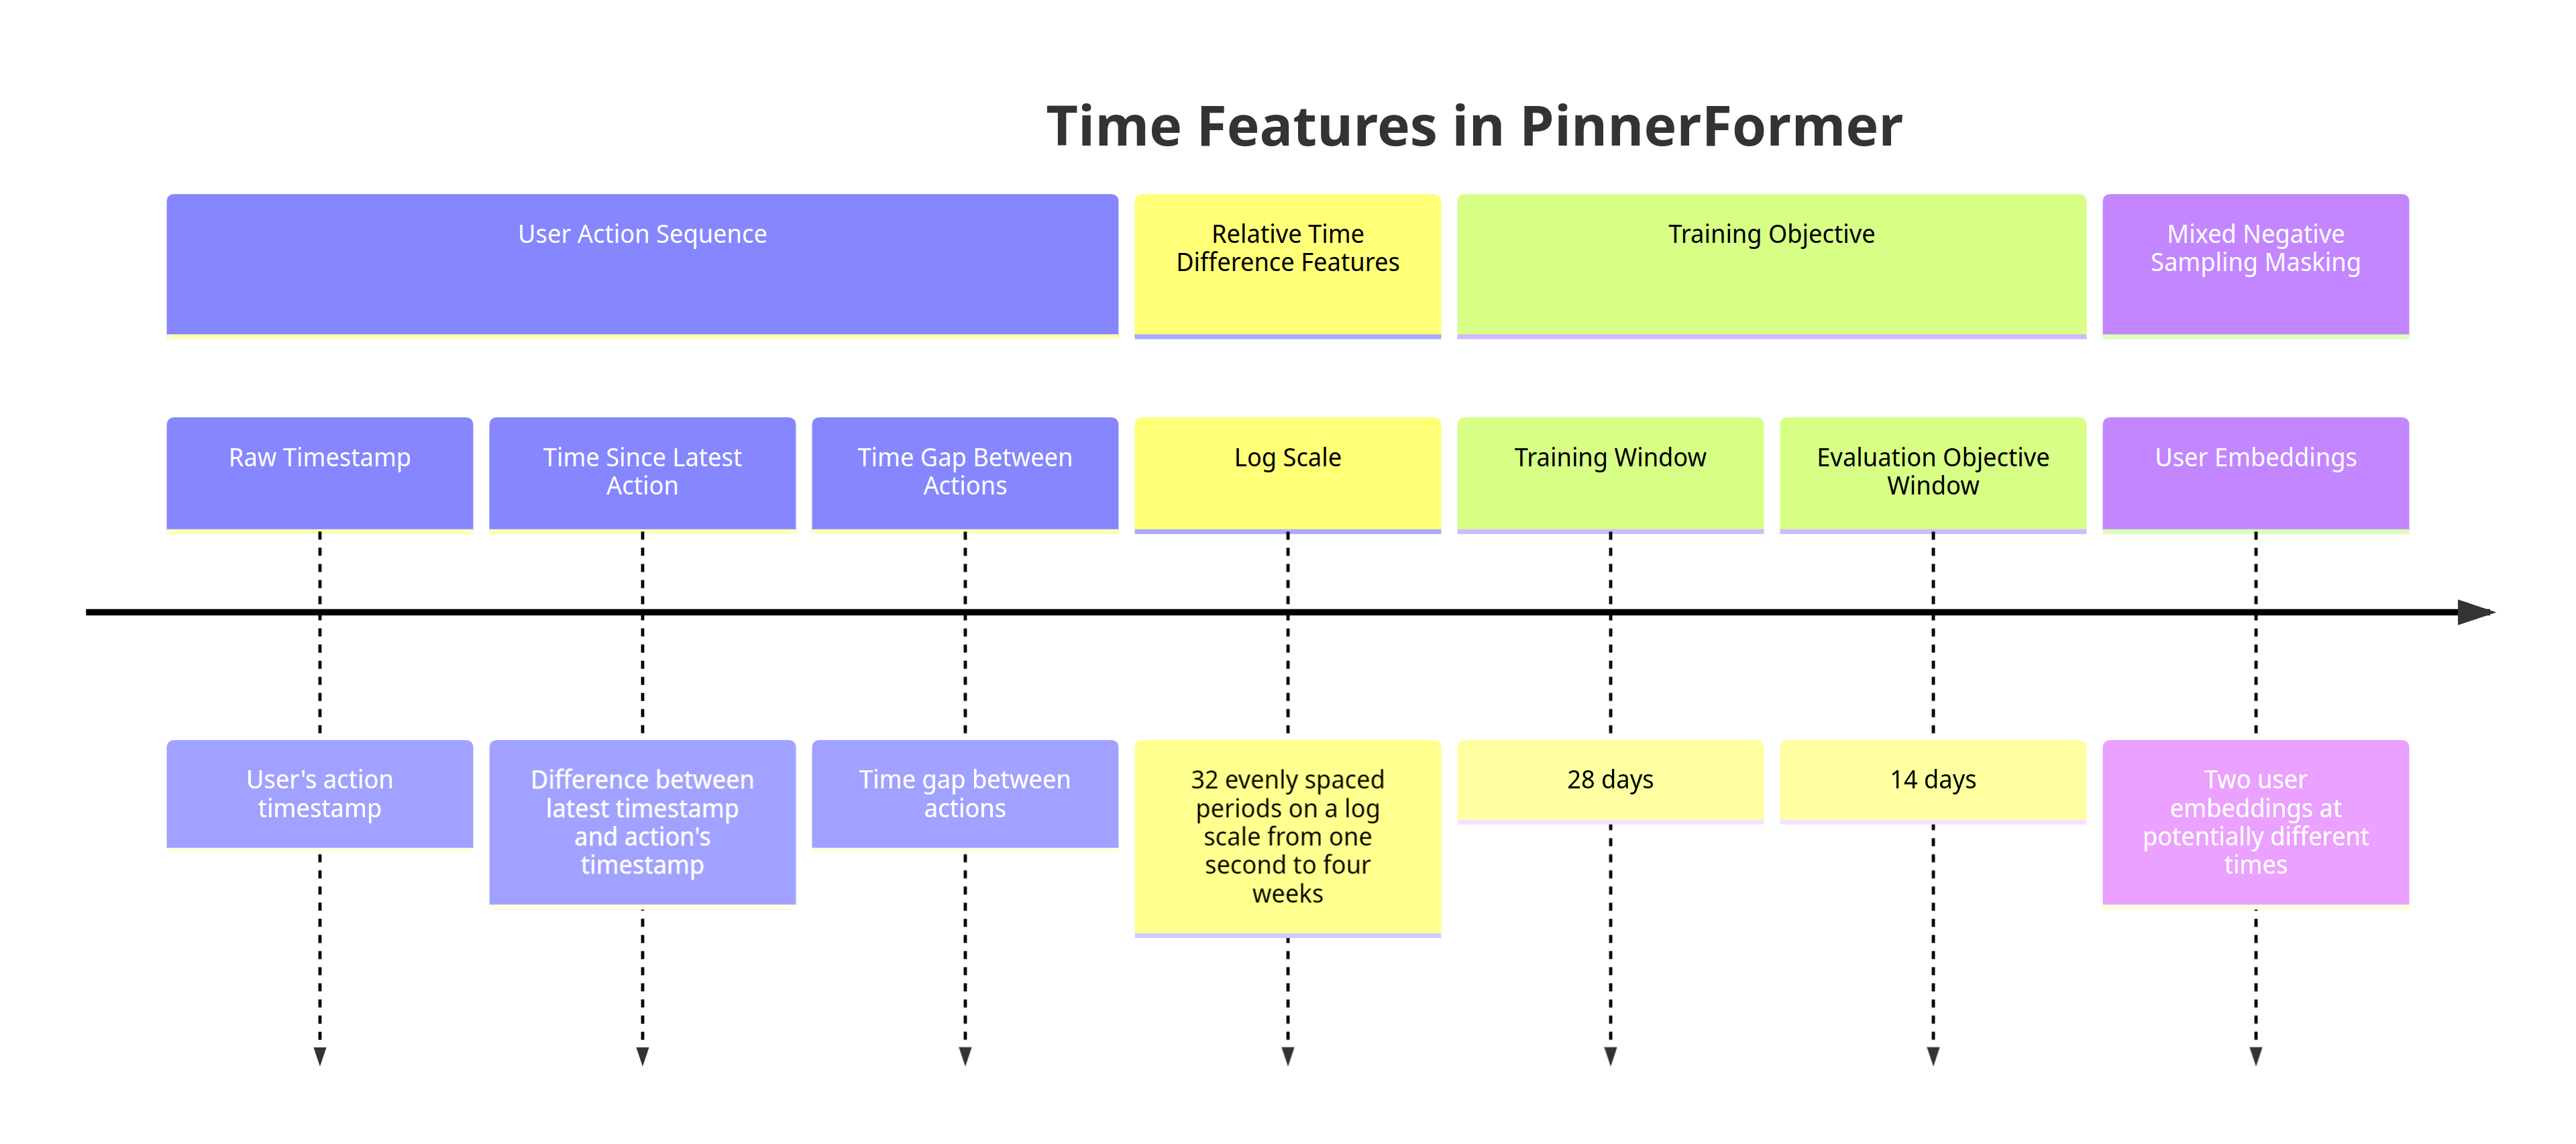 Time Features in PinnerFormer
User Action Sequence
Relative Time
Difference Features
Training Objective
Mixed Negative
Sampling Masking
Raw Timestamp
Time Since Latest
Action
Time Gap Between
Actions
Log Scale
Training Window
Evaluation Objective
Window
User Embeddings
User's action
timestamp
Difference between
latest timestamp
and action's
timestamp
Time gap between
actions
32 evenly spaced
periods on a log
scale from one
second to four
weeks
28 days
14 days
Two user
embeddings at
potentially different
times